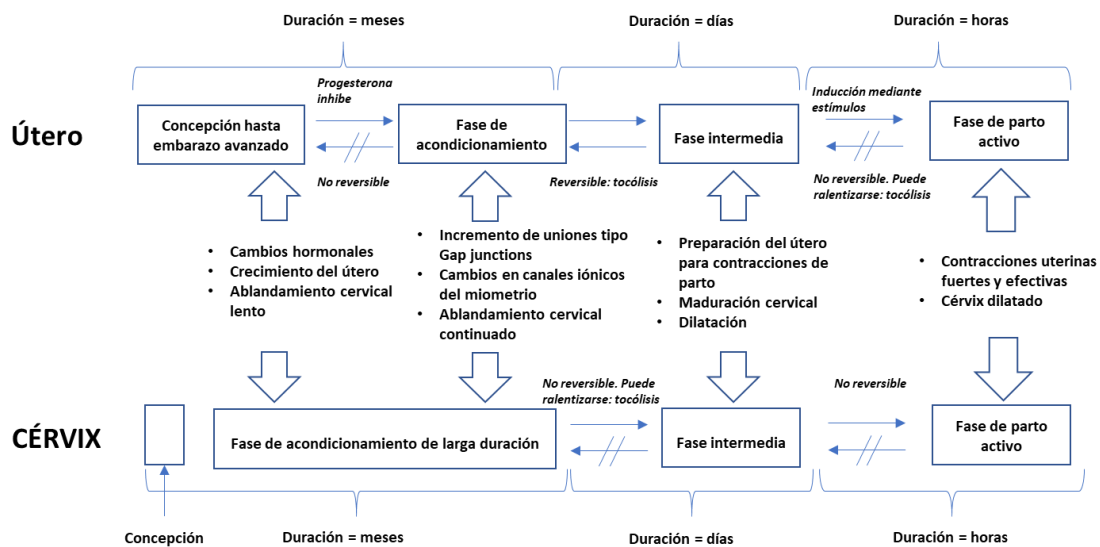 Duración = meses
Duración = días
Duración = horas
Progesterona
inhibe
Inducción mediante
estímulos
Útero
Concepción hasta
embarazo avanzado
Fase de
acondicionamiento
Fase intermedia
Fase de parto
activo
No reversible
Reversible: tocólisis
No reversible. Puede
ralentizarse: tocólisis
• Cambios hormonales
• Crecimiento del útero
• Ablandamiento cervical
lento
• Incremento de uniones tipo
Gap junctions
• Cambios en canales iónicos
del miometrio
• Ablandamiento cervical
continuado
• Preparación del útero
para contracciones de
parto
• Maduración cervical
• Dilatación
• Contracciones uterinas
fuertes y efectivas
• Cérvix dilatado
No reversible. Puede
ralentizarse: tocólisis
No reversible
CÉRVIX
Fase de acondicionamiento de larga duración
Fase intermedia
Fase de parto
activo
Concepción
Duración = meses
Duración = días
Duración = horas